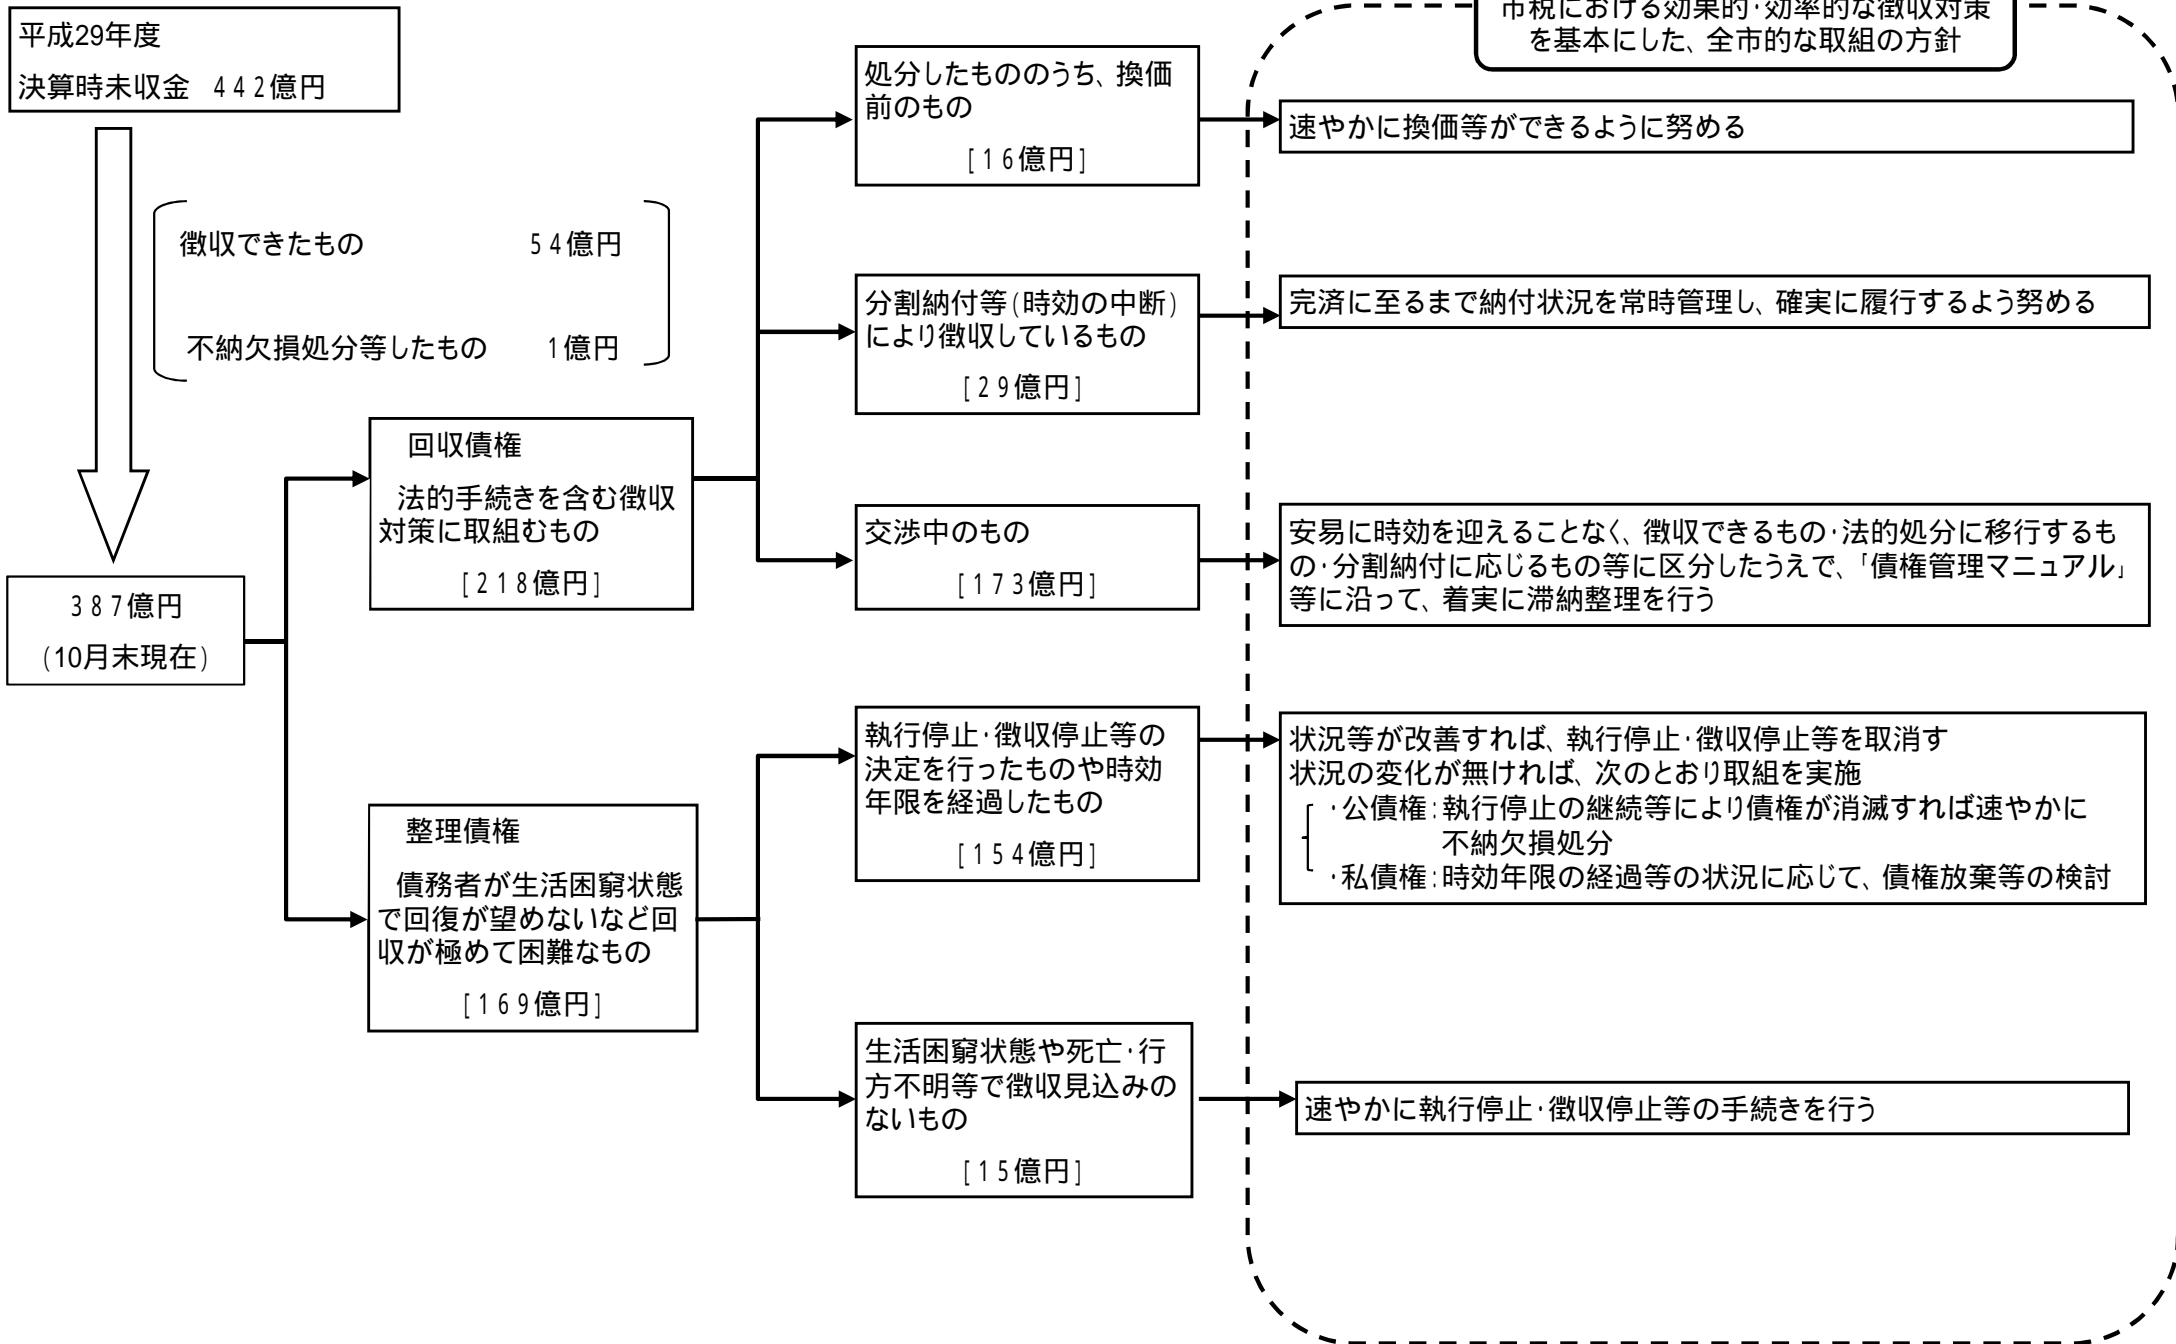 平成29年度
決算時未収金 442億円
徴収できたもの 54億円
不納欠損処分等したもの 1億円
387億円
(10月末現在)
回収債権
法的手続きを含む徴収
対策に取組むもの
[218億円]
整理債権
債務者が生活困窮状態
で回復が望めないなど回
収が極めて困難なもの
[169億円]
処分したもののうち、換価
前のもの
[16億円]
分割納付等(時効の中断)
により徴収しているもの
[29億円]
交渉中のもの
[173億円]
執行停止・徴収停止等の
決定を行ったものや時効
年限を経過したもの
[154億円]
生活困窮状態や死亡・行
方不明等で徴収見込みの
ないもの
[15億円]
市税における効果的・効率的な徴収対策
を基本にした、全市的な取組の方針
速やかに換価等ができるように努める
完済に至るまで納付状況を常時管理し、確実に履行するよう努める
安易に時効を迎えることなく、徴収できるもの・法的処分に移行するも
の・分割納付に応じるもの等に区分したうえで、「債権管理マニュアル」
等に沿って、着実に滞納整理を行う
状況等が改善すれば、執行停止・徴収停止等を取消す
状況の変化が無ければ、次のとおり取組を実施
・公債権:執行停止の継続等により債権が消滅すれば速やかに
不納欠損処分
・私債権:時効年限の経過等の状況に応じて、債権放棄等の検討
速やかに執行停止・徴収停止等の手続きを行う